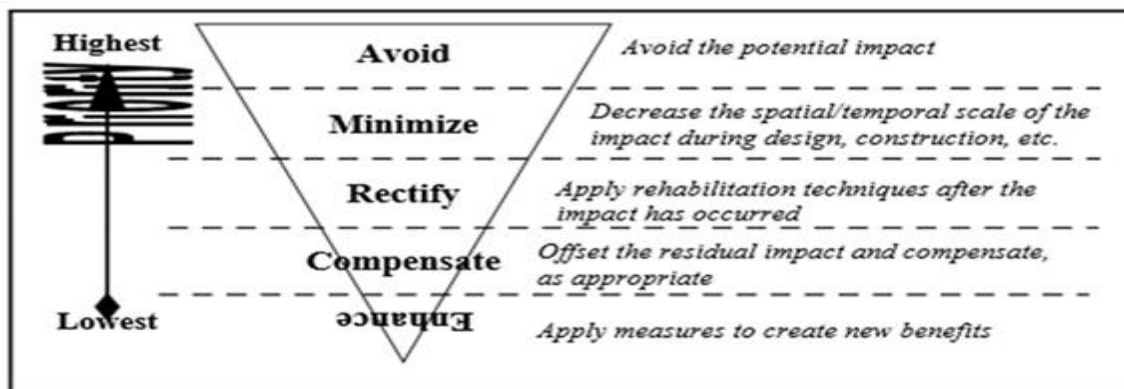 Highest
Avoid
Avoid the potential impact
Minimize
Decrease the spatial/temporal scale of the
impact during design, construction, etc.
Rectify
Apply rehabilitation techniques after the
impact has occurred
Compensate
Offset the residual impact and compensate,
as appropriate
Lowest
Enhance
Apply measures to create new benefits